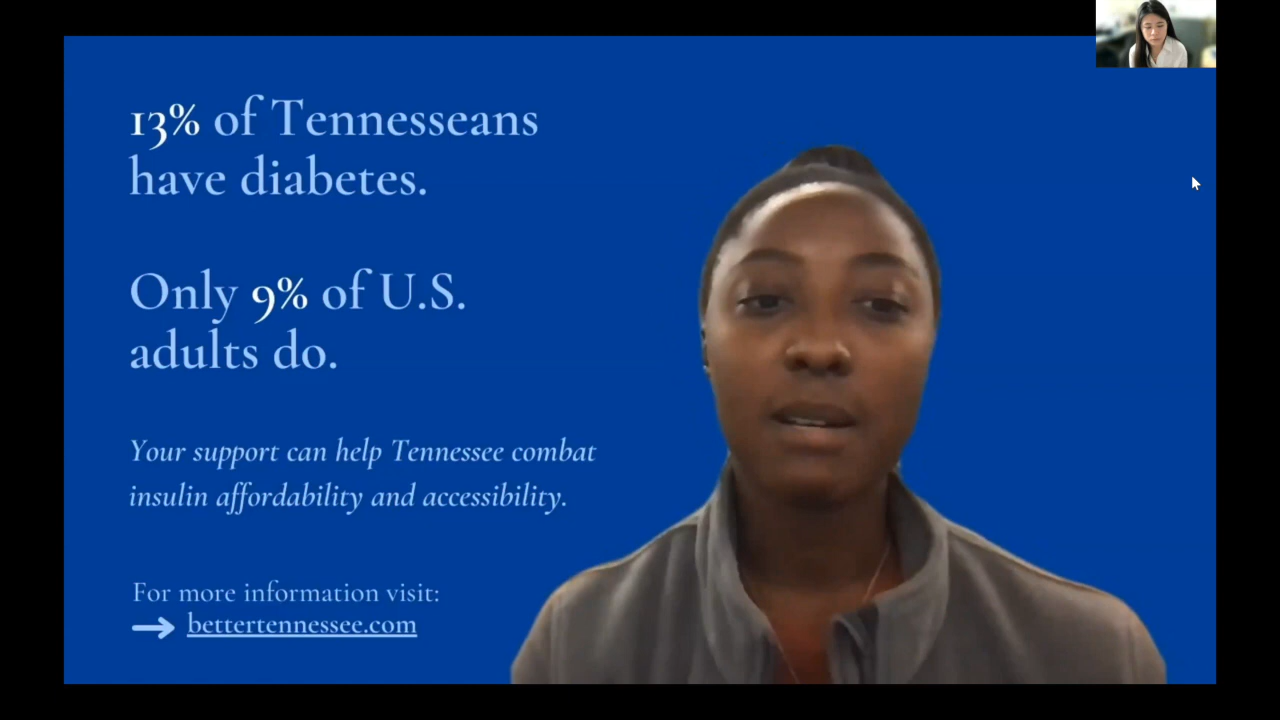 13% of Tennesseans
have diabetes.
Only 9% of U.S.
adults do.
Your support can help Tennessee combat
insulin affordability and accessibility.
For more information visit:
bettertennessee.com